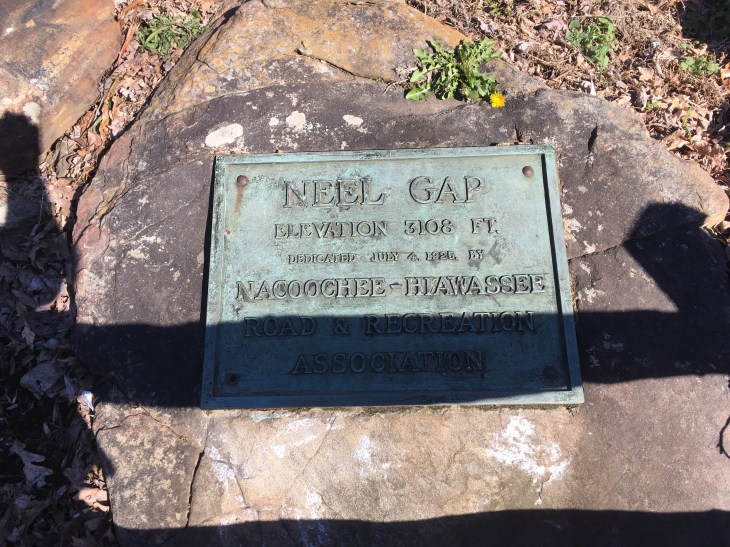 NEEL GAP
ELEVATION 3108 FT.
DEDICATED JULY 4, 1925, BY
NACOOCHEE-HIAWASSEE
ROAD & RECREATION
ASSOCIATION